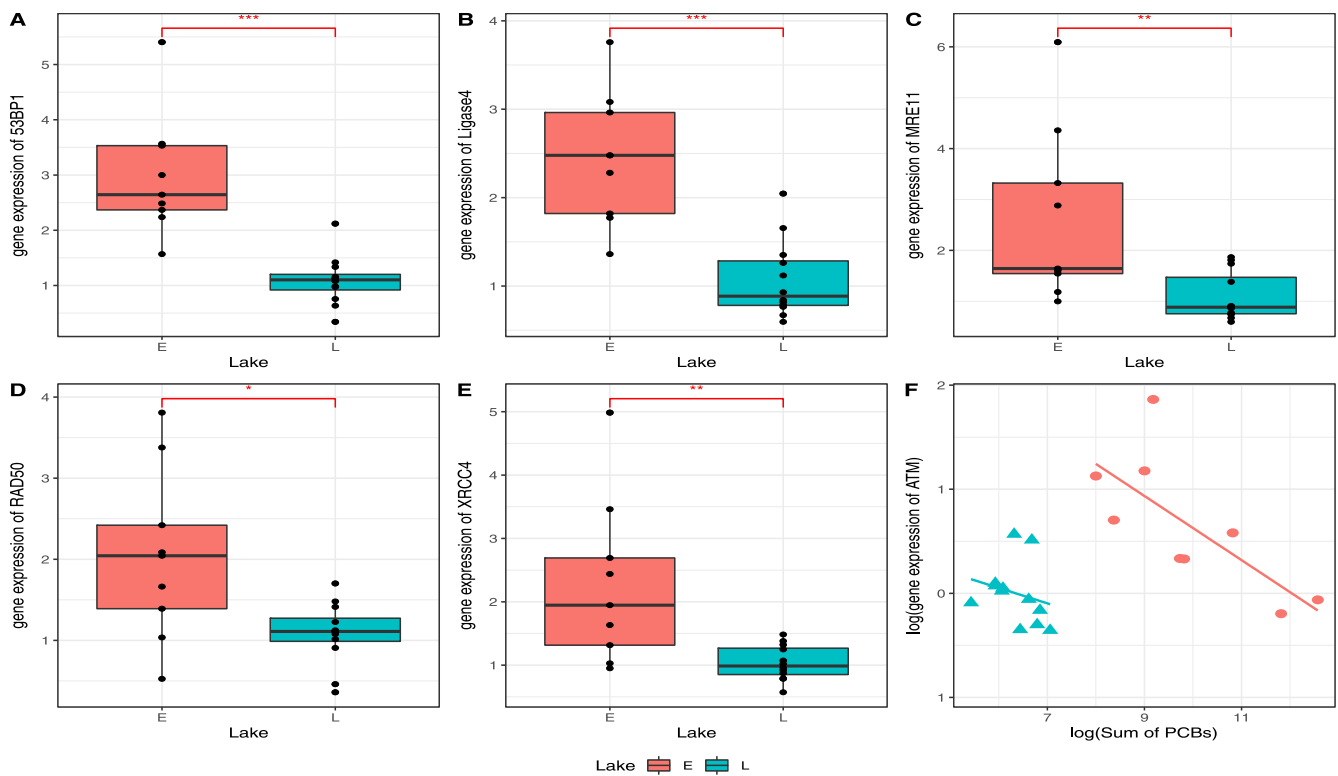 A
***
gene expression of 53BP1
5
4
3
2
1
E
L
Lake
B
***
gene expression of Ligase4
4
3
2
1
E
L
Lake
C
**
gene expression of MRE11
6
4
2
E
L
Lake
D
*
gene expression of RAD50
4
3
2
1
E
L
Lake
E
**
gene expression of XRCC4
5
4
3
2
1
E
L
Lake
F
log(gene expression of ATM)
2
1
0
1
7
9
11
log(Sum of PCBs)
Lake E L